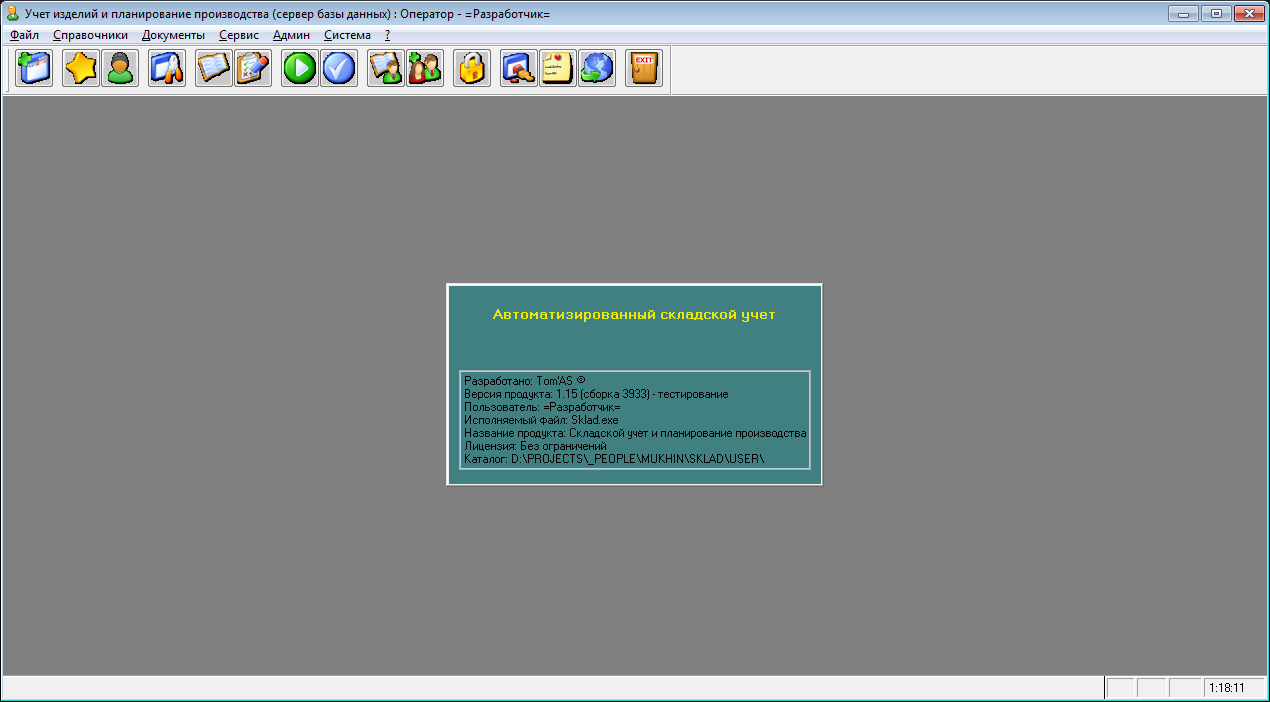 Учет изделий и планирование производства (сервер базы данных) : Оператор - =Разработчик=
Файл Справочники Документы Сервис Админ Система ?
EXIT
Автоматизированный складской учет
Разработано: Tom'AS ©
Версия продукта: 1.15 (сборка 3933) - тестирование
Пользователь: =Разработчик=
Исполняемый файл: Sklad.exe
Название продукта: Складской учет и планирование производства
Лицензия: Без ограничений
Каталог: D:\PROJECTS\_PEOPLE\MUKHIN\SKLAD\USER\
1:18:11